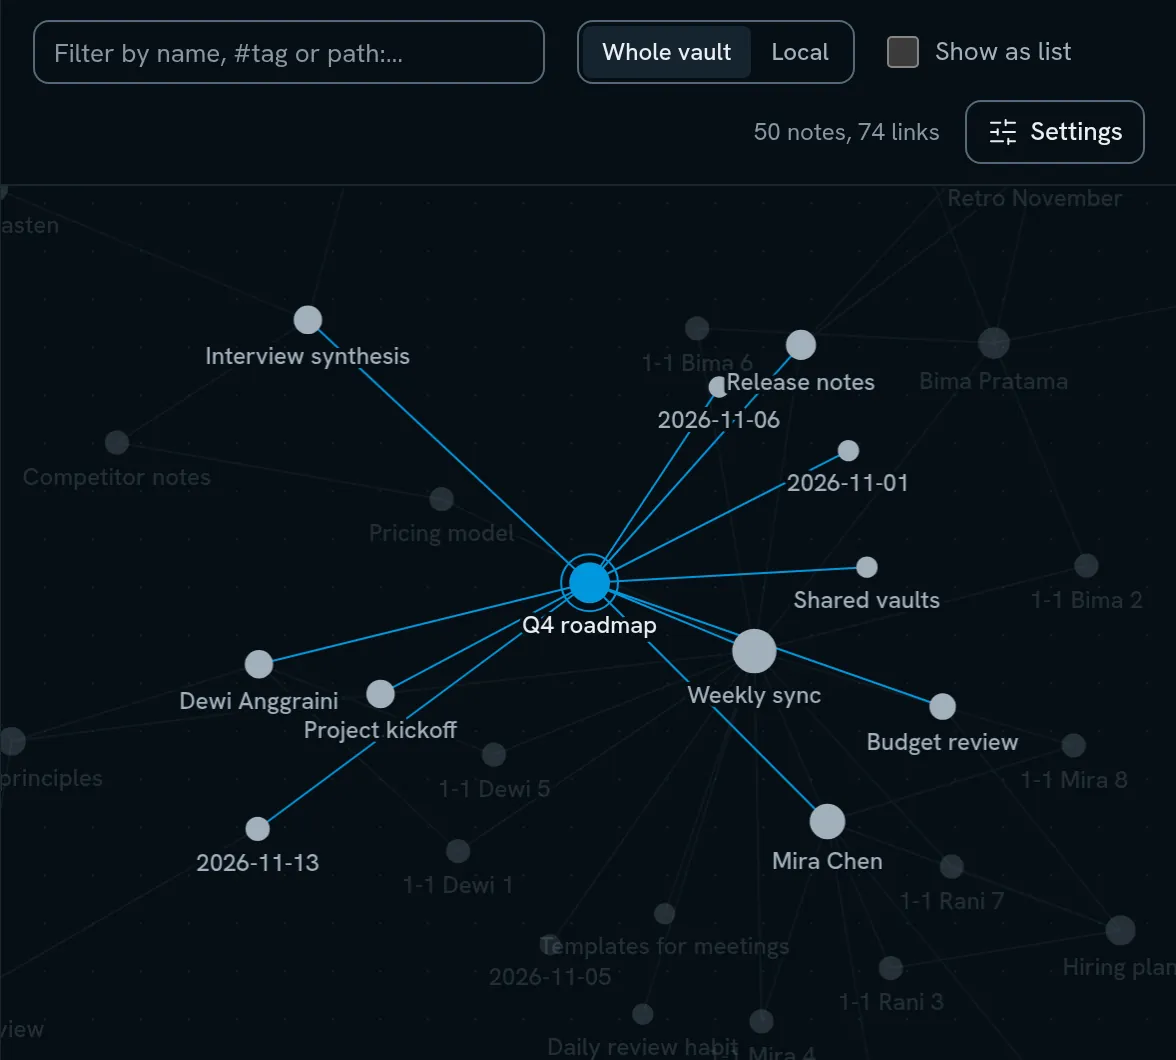 Filter by name, #tag or path:...
Whole vault
Local
Show as list
50 notes, 74 links
Settings
Retro November
asten
Interview synthesis
1-1 Bima 6
Release notes
Bima Pratama
2026-11-06
Competitor notes
2026-11-01
Pricing model
Shared vaults
1-1 Bima 2
Q4 roadmap
Dewi Anggraini
Weekly sync
Project kickoff
Budget review
principles
1-1 Dewi 5
1-1 Mira 8
2026-11-13
Mira Chen
1-1 Dewi 1
1-1 Rani 7
Templates for meetings
Hiring plan
2026-11-05
1-1 Rani 3
view
Daily review habit
1-1 Mira 4